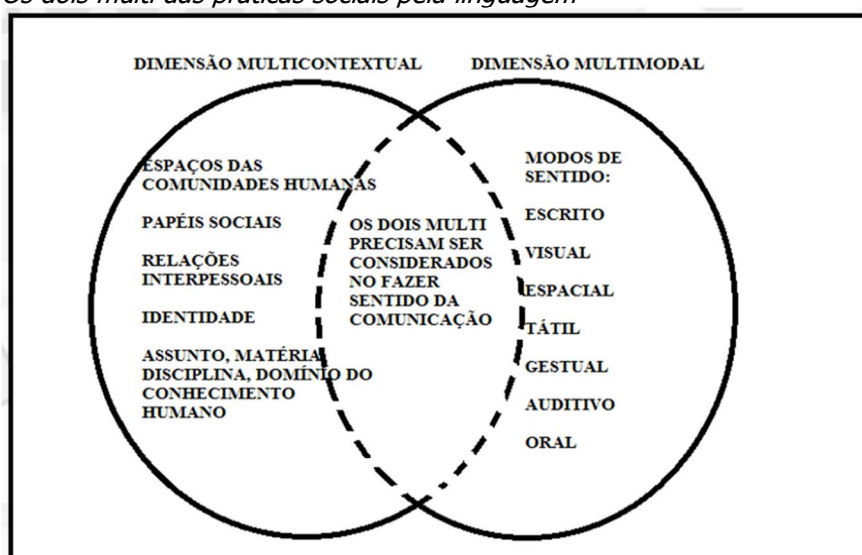 Os dois multi das práticas sociais pela linguagem
DIMENSÃO MULTICONTEXTUAL
DIMENSÃO MULTIMODAL
ESPAÇOS DAS
COMUNIDADES HUMANAS
PAPÉIS SOCIAIS
RELAÇÕES
INTERPESSOAIS
IDENTIDADE
ASSUNTO, MATÉRIA
DISCIPLINA, DOMÍNIO DO
CONHECIMENTO
HUMANO
OS DOIS MULTI
PRECISAM SER
CONSIDERADOS
NO FAZER
SENTIDO DA
COMUNICAÇÃO
MODOS DE
SENTIDO:
ESCRITO
VISUAL
ESPACIAL
TÁTIL
GESTUAL
AUDITIVO
ORAL